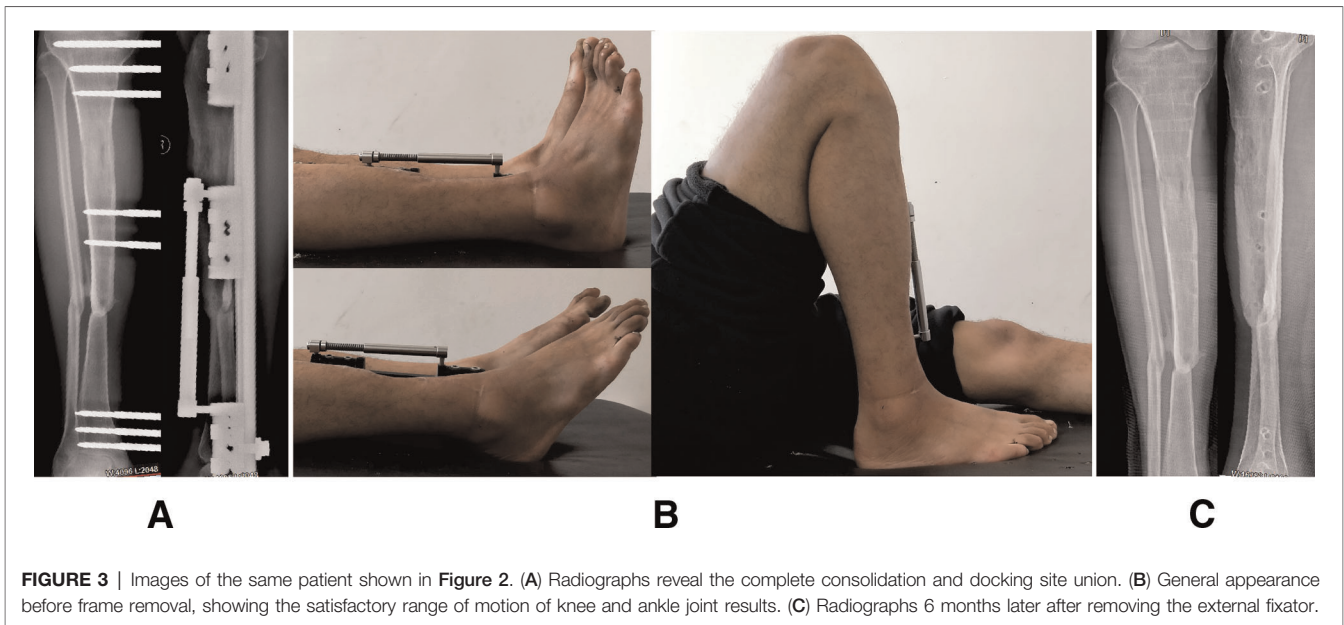 R
W:4096 L:2048
A
B
C
FIGURE 3 | Images of the same patient shown in Figure 2. (A) Radiographs reveal the complete consolidation and docking site union. (B) General appearance
before frame removal, showing the satisfactory range of motion of knee and ankle joint results. (C) Radiographs 6 months later after removing the external fixator.